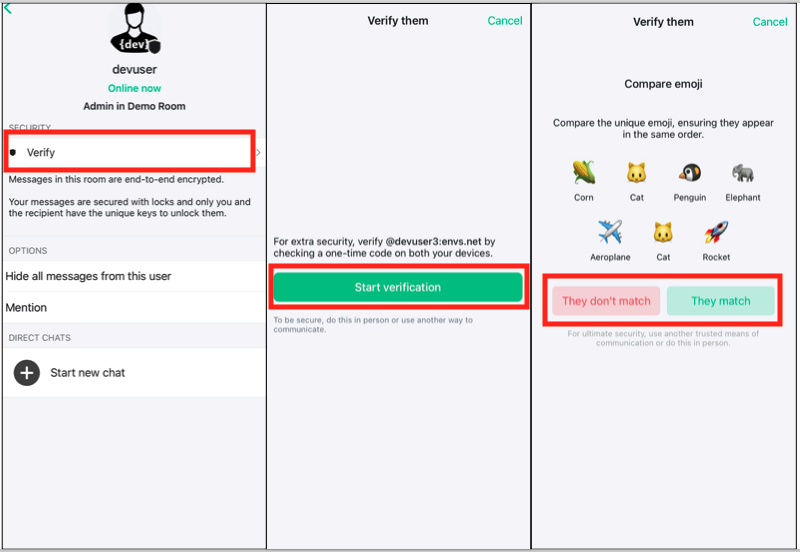 {dev}
devuser
Online now
Admin in Demo Room
SECURITY
Verify
Messages in this room are end-to-end encrypted.
Your messages are secured with locks and only you and
the recipient have the unique keys to unlock them.
OPTIONS
Hide all messages from this user
Mention
DIRECT CHATS
Start new chat
Verify them
Cancel
For extra security, verify @devuser3:envs.net by
checking a one-time code on both your devices.
Start verification
To be secure, do this in person or use another way to
communicate.
Verify them
Cancel
Compare emoji
Compare the unique emoji, ensuring they appear
in the same order.
Corn
Cat
Penguin
Elephant
Aeroplane
Cat
Rocket
They don't match
They match
For ultimate security, use another trusted means of
communication or do this in person.